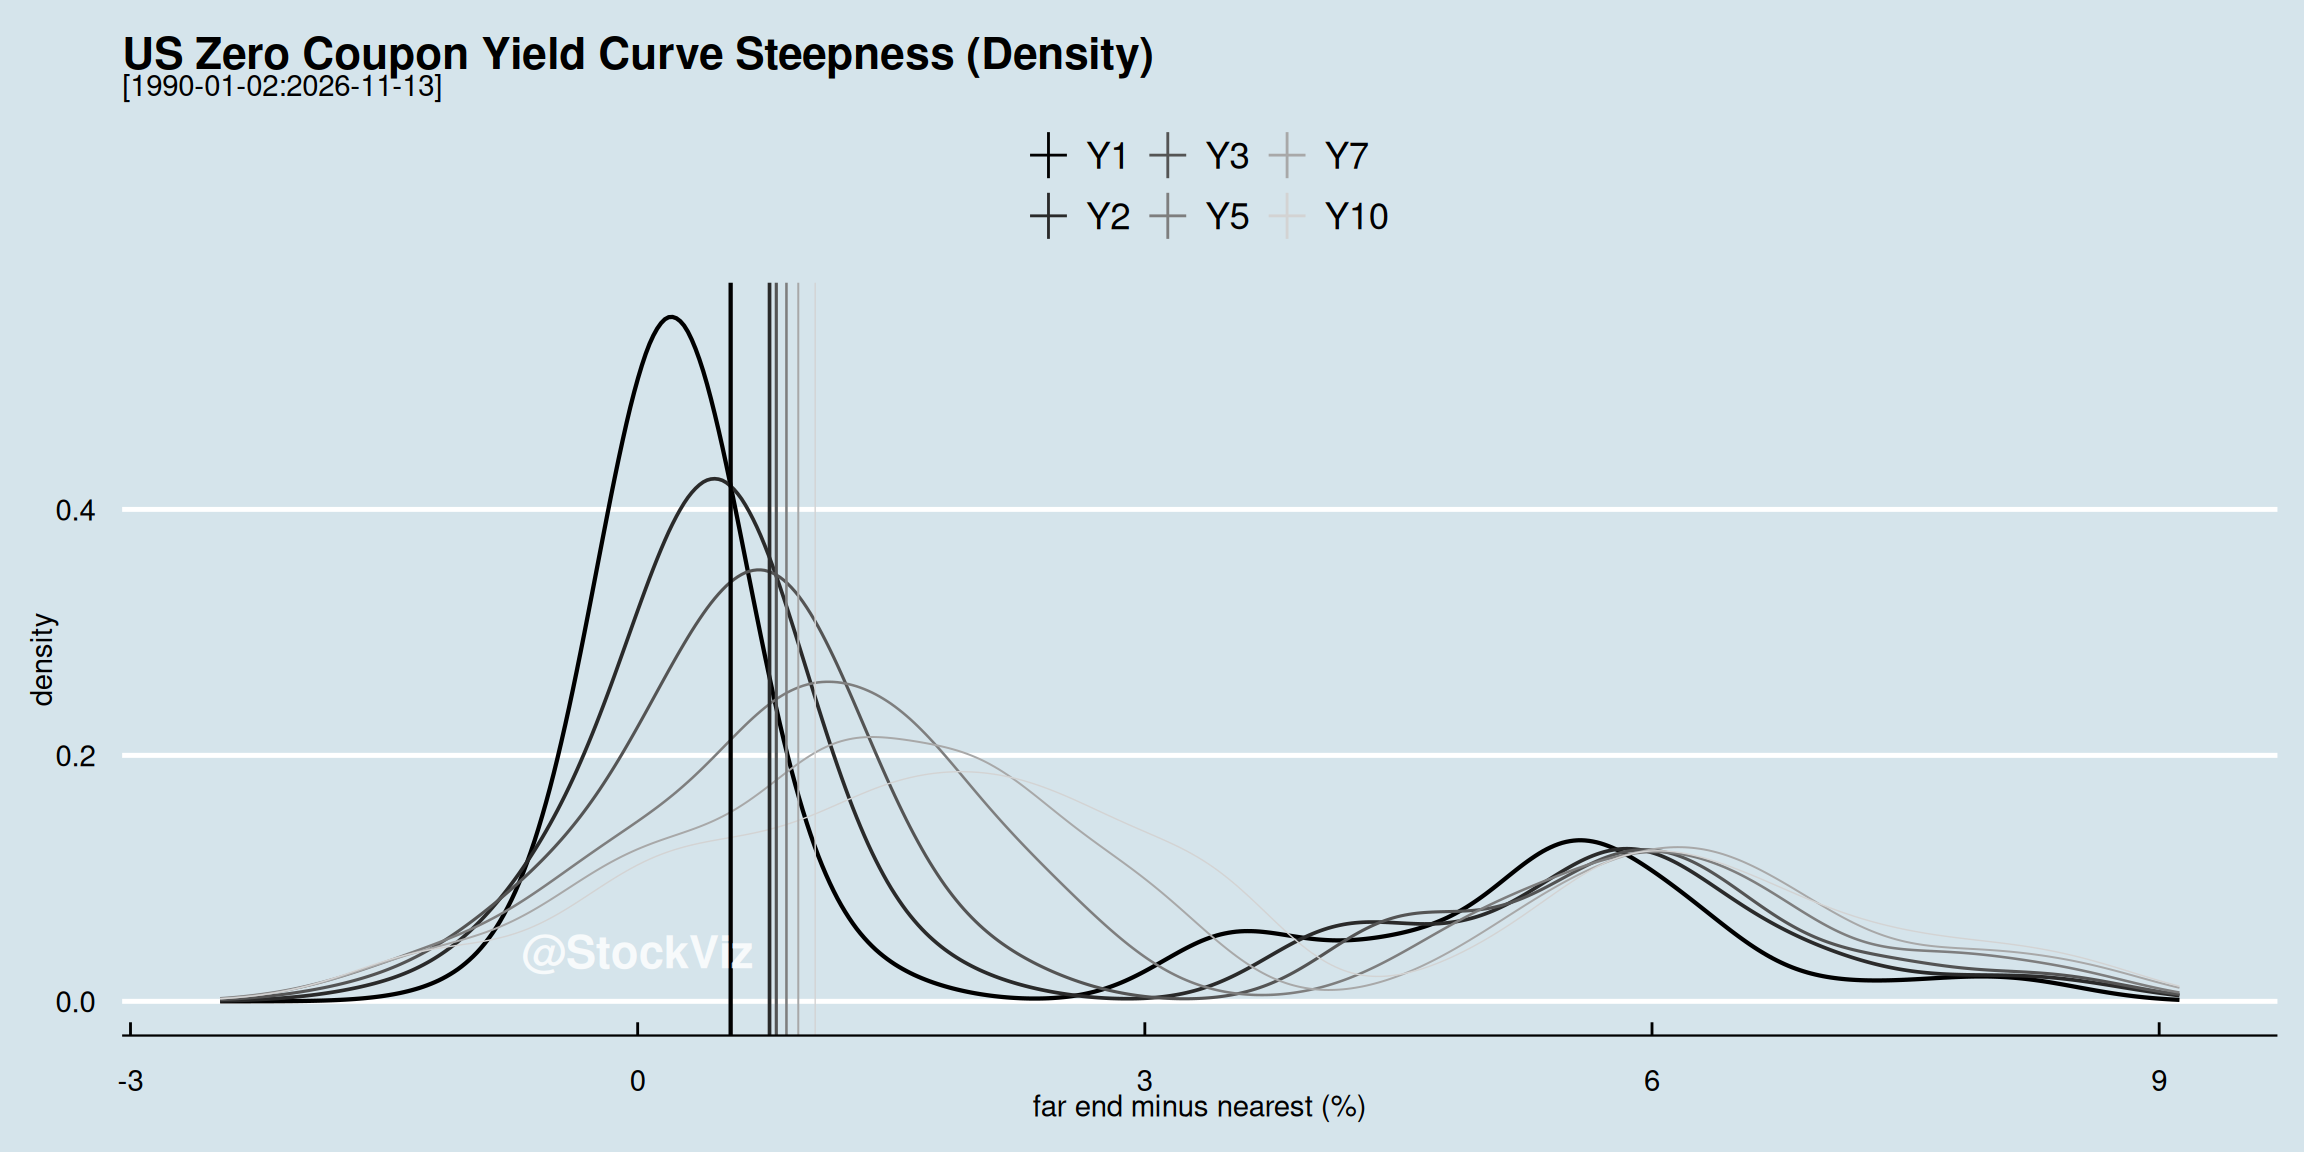 US Zero Coupon Yield Curve Steepness (Density)
[1990-01-02:2026-11-13]
Y1 Y3 Y7
Y2 Y5 Y10
0.4
0.2
0.0
density
@StockViz
-3 0 3 6 9
far end minus nearest (%)